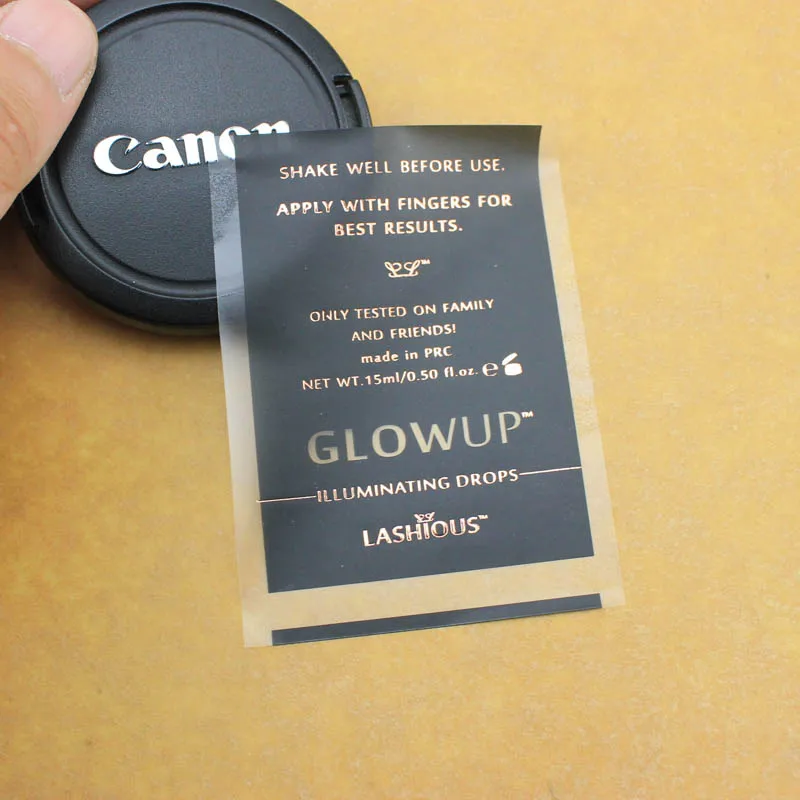 Canon
SHAKE WELL BEFORE USE.
APPLY WITH FINGERS FOR
BEST RESULTS.
™
ONLY TESTED ON FAMILY
AND FRIENDS!
made in PRC
NET WT.15ml/0.50 fl.oz. ℮
GLOWUP™
ILLUMINATING DROPS
LASHIOUS™